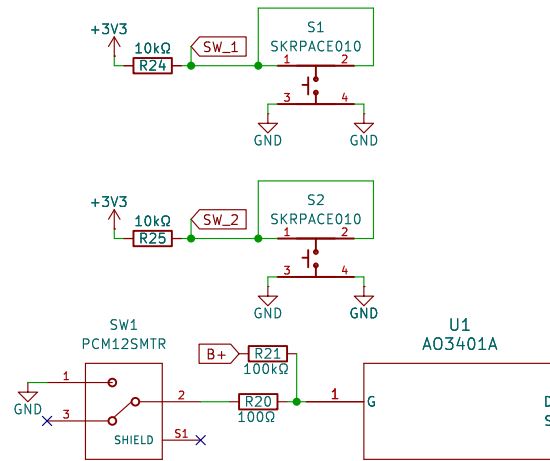 S1
+3V3
10kΩ
SW_1
SKRPACE010
R24
1
2
3
4
GND
GND
S2
+3V3
10kΩ
SW_2
SKRPACE010
R25
1
2
3
4
GND
GND
SW1
U1
PCM12SMTR
B+
R21
AO3401A
100kΩ
1
2
R20
1
G
D
GND
3
100Ω
S
SHIELD
S1